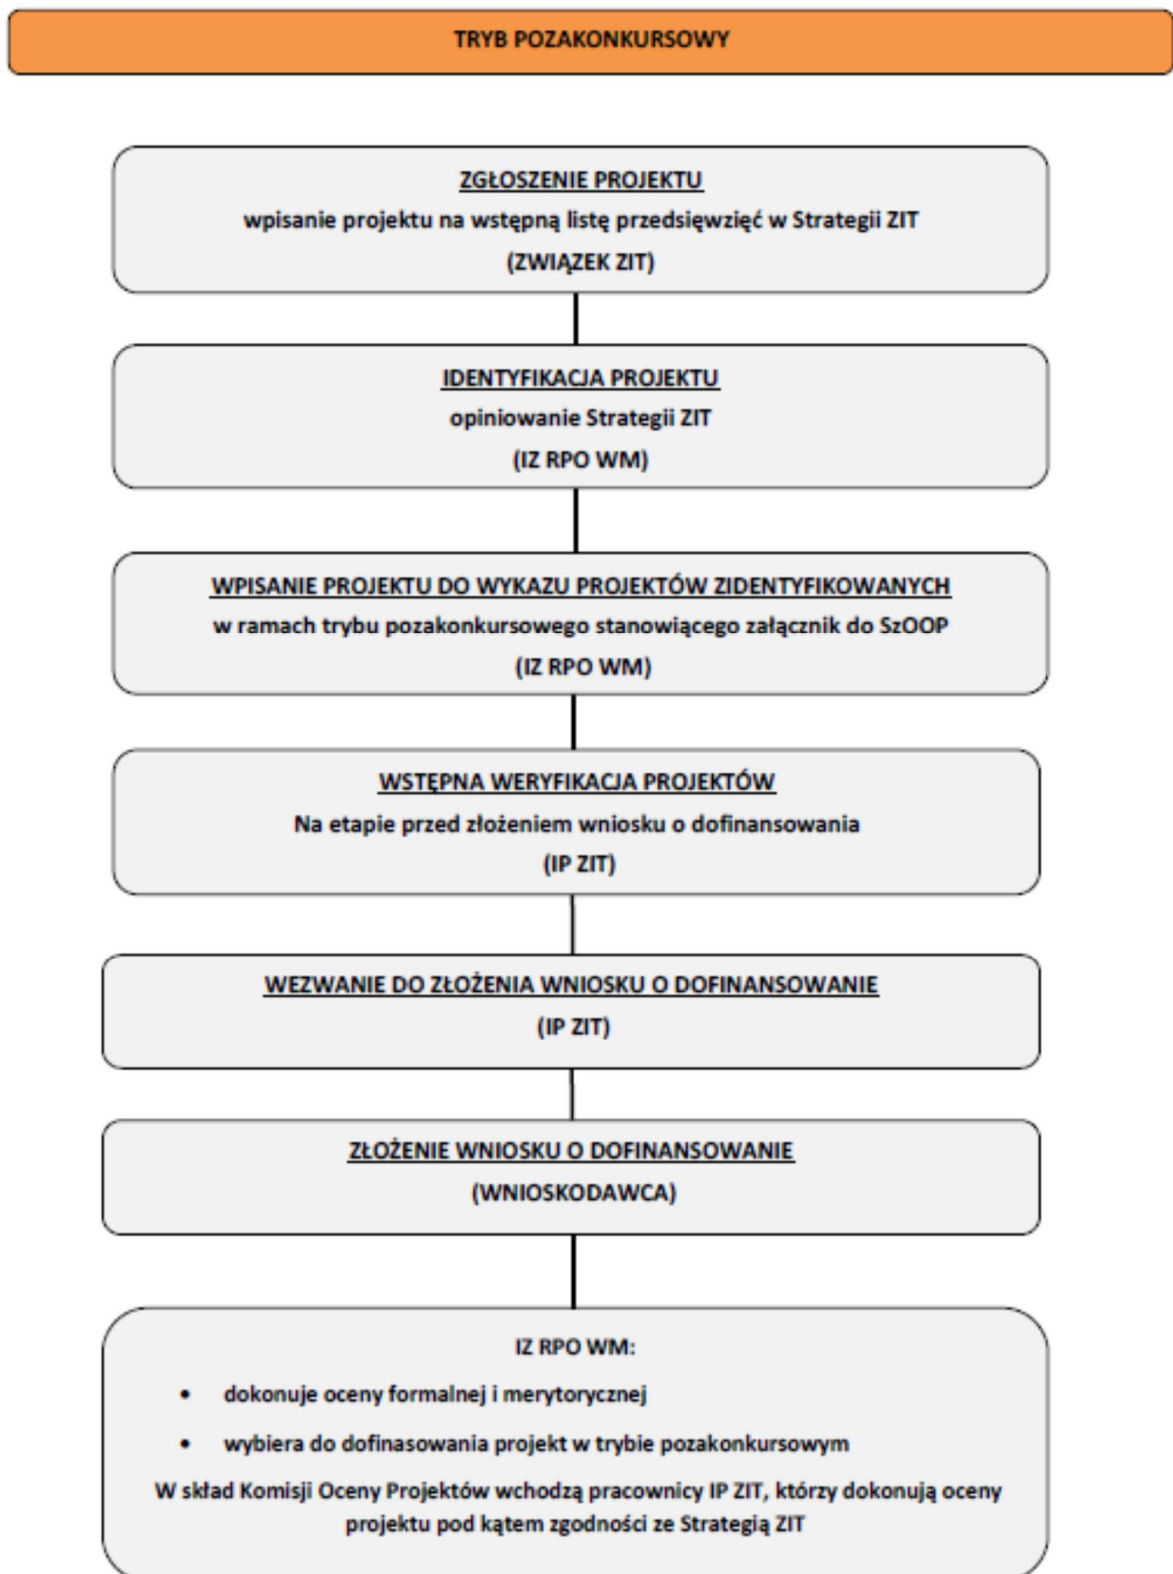 TRYB POZAKONKURSOWY
ZGŁOSZENIE PROJEKTU
wpisanie projektu na wstępną listę przedsięwzięć w Strategii ZIT
(ZWIĄZEK ZIT)
IDENTYFIKACJA PROJEKTU
opiniowanie Strategii ZIT
(IZ RPO WM)
WPISANIE PROJEKTU DO WYKAZU PROJEKTÓW ZIDENTYFIKOWANYCH
w ramach trybu pozakonkursowego stanowiącego załącznik do SzOOP
(IZ RPO WM)
WSTĘPNA WERYFIKACJA PROJEKTÓW
Na etapie przed złożeniem wniosku o dofinansowania
(IP ZIT)
WEZWANIE DO ZŁOŻENIA WNIOSKU O DOFINANSOWANIE
(IP ZIT)
ZŁOŻENIE WNIOSKU O DOFINANSOWANIE
(WNIOSKODAWCA)
IZ RPO WM:
• dokonuje oceny formalnej i merytorycznej
• wybiera do dofinasowania projekt w trybie pozakonkursowym
W skład Komisji Oceny Projektów wchodzą pracownicy IP ZIT, którzy dokonują oceny
projektu pod kątem zgodności ze Strategią ZIT